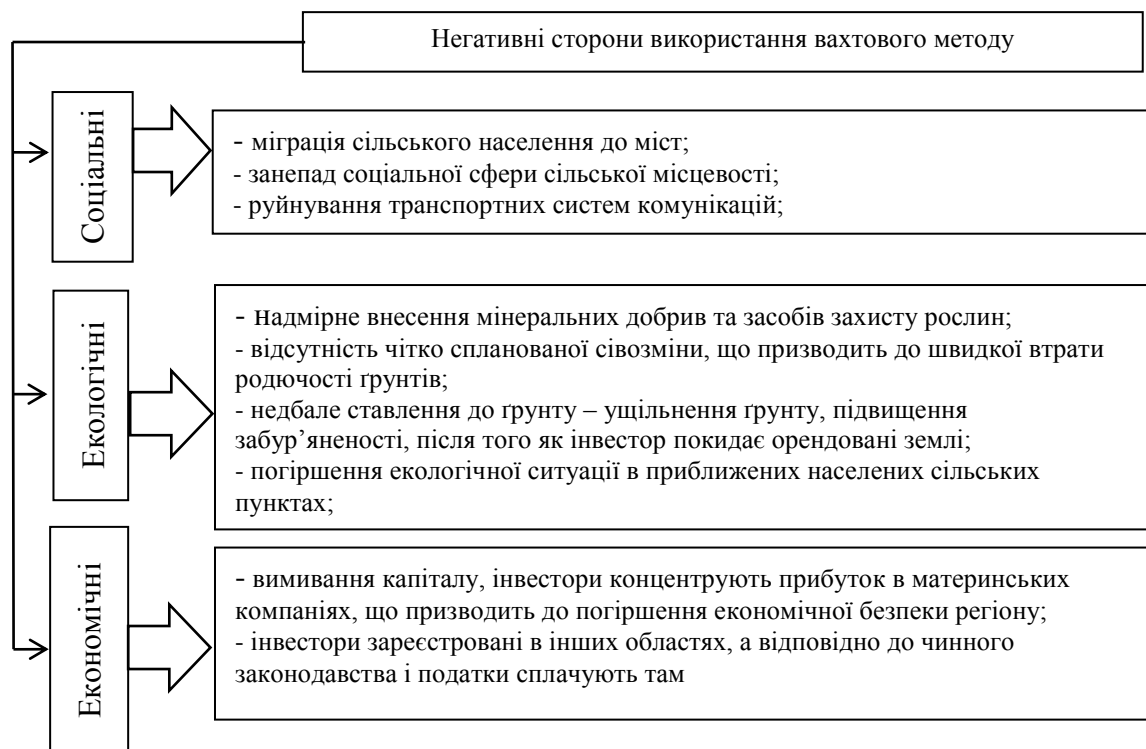 Негативні сторони використання вахтового методу
Соціальні
- міграція сільського населення до міст;
- занепад соціальної сфери сільської місцевості;
- руйнування транспортних систем комунікацій;
Екологічні
- надмірне внесення мінеральних добрив та засобів захисту рослин;
- відсутність чітко спланованої сівозміни, що призводить до швидкої втрати
родючості ґрунтів;
- недбале ставлення до ґрунту – ущільнення ґрунту, підвищення
забур’яненості, після того як інвестор покидає орендовані землі;
- погіршення екологічної ситуації в приближених населених сільських
пунктах;
Економічні
- вимивання капіталу, інвестори концентрують прибуток в материнських
компаніях, що призводить до погіршення економічної безпеки регіону;
- інвестори зареєстровані в інших областях, а відповідно до чинного
законодавства і податки сплачують там